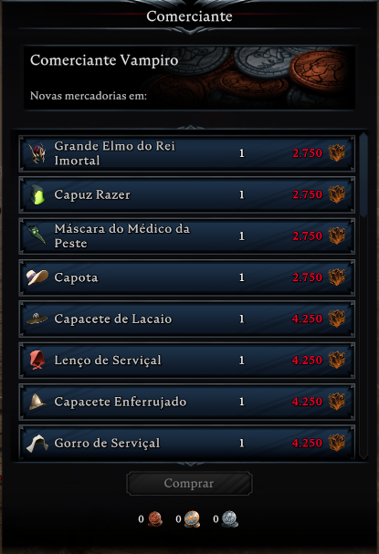 Comerciante
Comerciante Vampiro
Novas mercadorias em:
Grande Elmo do Rei
Imortal
1
2.750
Capuz Razer
1
2.750
Máscara do Médico da
Peste
1
2.750
Capota
1
2.750
Capacete de Lacaio
1
4.250
Lenço de Serviçal
1
4.250
Capacete Enferrujado
1
4.250
Gorro de Serviçal
1
4.250
Comprar
0 0 0